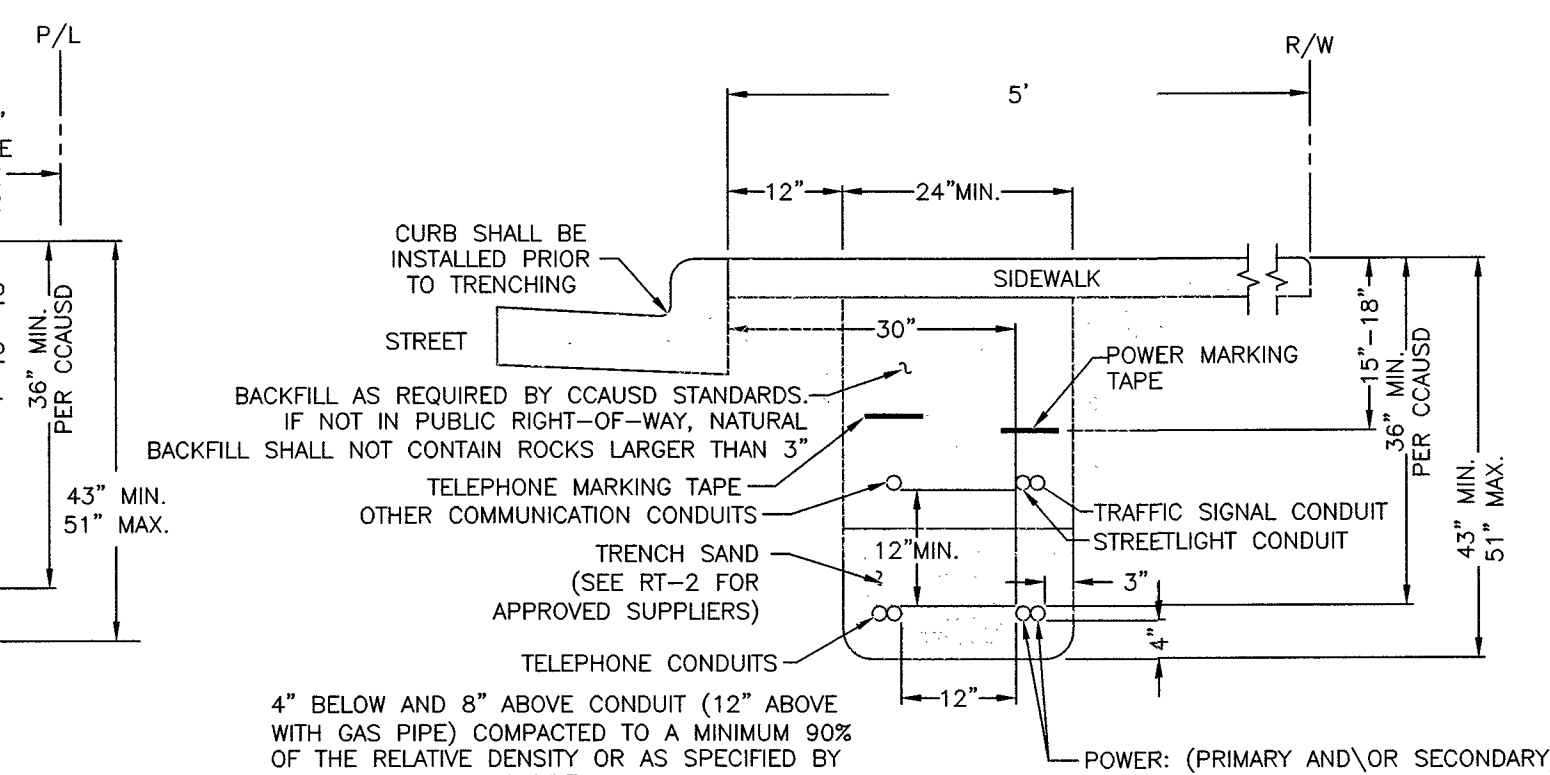 P/L
R/W
5'
12"
24"MIN.
CURB SHALL BE
INSTALLED PRIOR
TO TRENCHING
SIDEWALK
STREET
30"
36" MIN.
PER CCAUSD
43" MIN.
51" MAX.
BACKFILL AS REQUIRED BY CCAUSD STANDARDS.
IF NOT IN PUBLIC RIGHT-OF-WAY, NATURAL
BACKFILL SHALL NOT CONTAIN ROCKS LARGER THAN 3"
POWER MARKING
TAPE
15"-18"
36" MIN.
PER CCAUSD
43" MIN.
51" MAX.
TELEPHONE MARKING TAPE
OTHER COMMUNICATION CONDUITS
TRAFFIC SIGNAL CONDUIT
STREETLIGHT CONDUIT
12"MIN.
TRENCH SAND
(SEE RT-2 FOR
APPROVED SUPPLIERS)
3"
4"
TELEPHONE CONDUITS
12"
4" BELOW AND 8" ABOVE CONDUIT (12" ABOVE
WITH GAS PIPE) COMPACTED TO A MINIMUM 90%
OF THE RELATIVE DENSITY OR AS SPECIFIED BY
POWER: (PRIMARY AND\OR SECONDARY